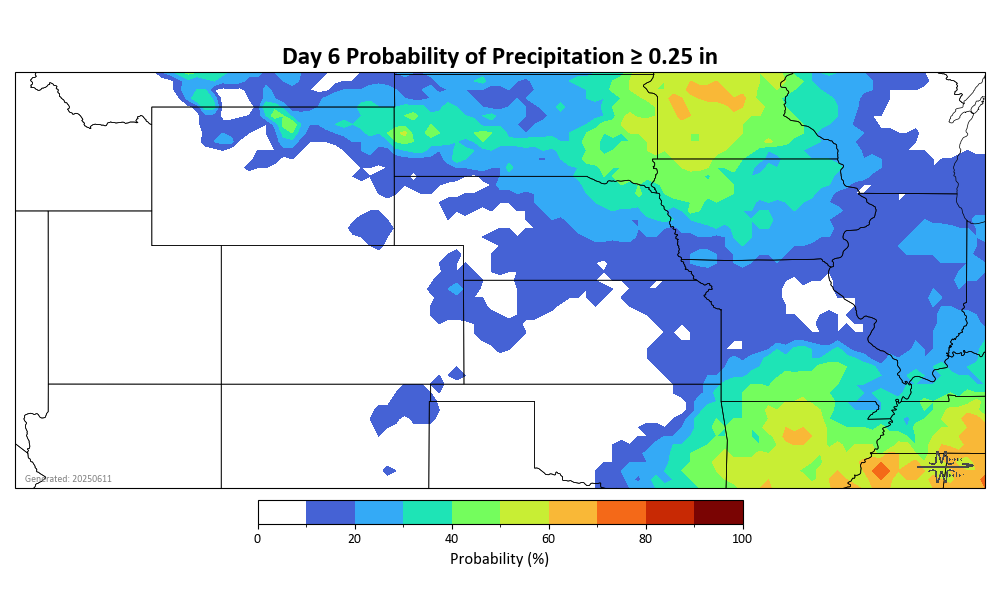 Day 6 Probability of Precipitation ≥ 0.25 in
Generated: 20250611
0 20 40 60 80 100
Probability (%)